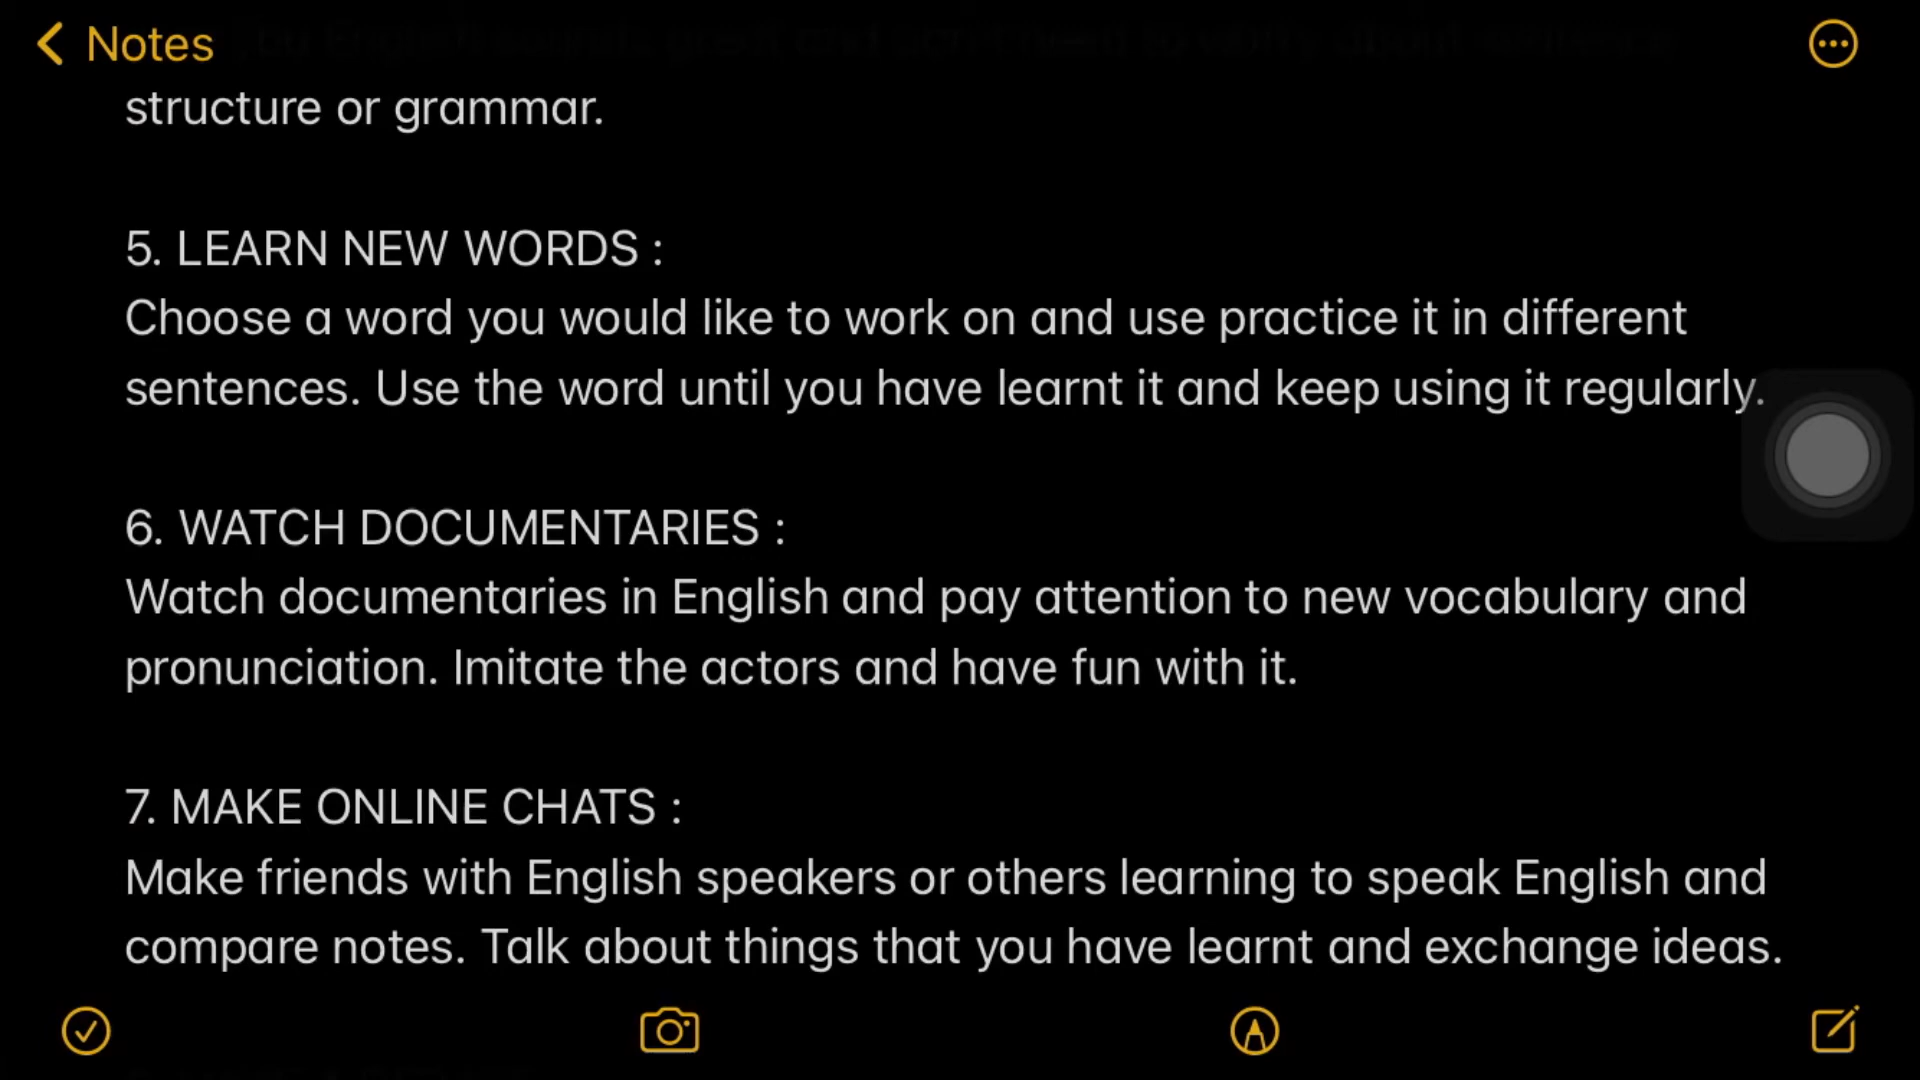 Notes
structure or grammar.
5. LEARN NEW WORDS :
Choose a word you would like to work on and use practice it in different
sentences. Use the word until you have learnt it and keep using it regularly.
6. WATCH DOCUMENTARIES :
Watch documentaries in English and pay attention to new vocabulary and
pronunciation. Imitate the actors and have fun with it.
7. MAKE ONLINE CHATS :
Make friends with English speakers or others learning to speak English and
compare notes. Talk about things that you have learnt and exchange ideas.